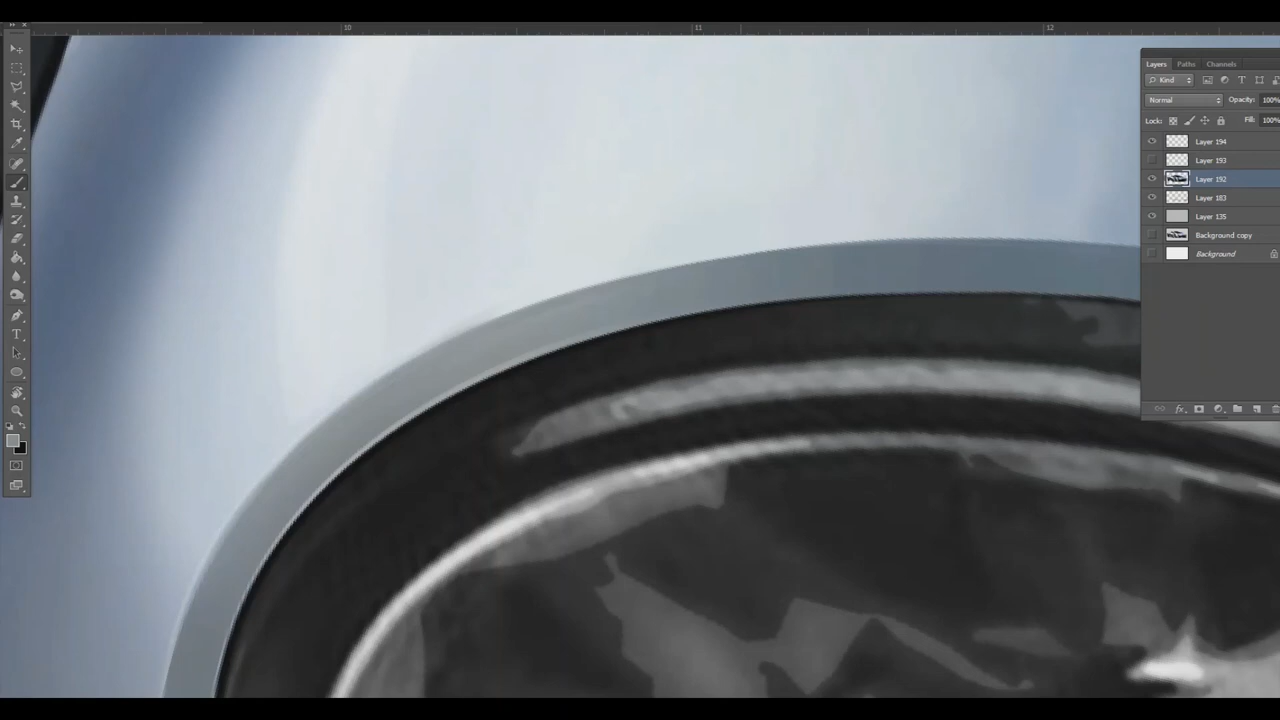 10 11 12
Layers Paths Channels
Kind T
Normal Opacity: 100%
Lock: Fill: 100%
Layer 194
Layer 193
Layer 192
Layer 183
Layer 135
Background copy
Background
fx
T